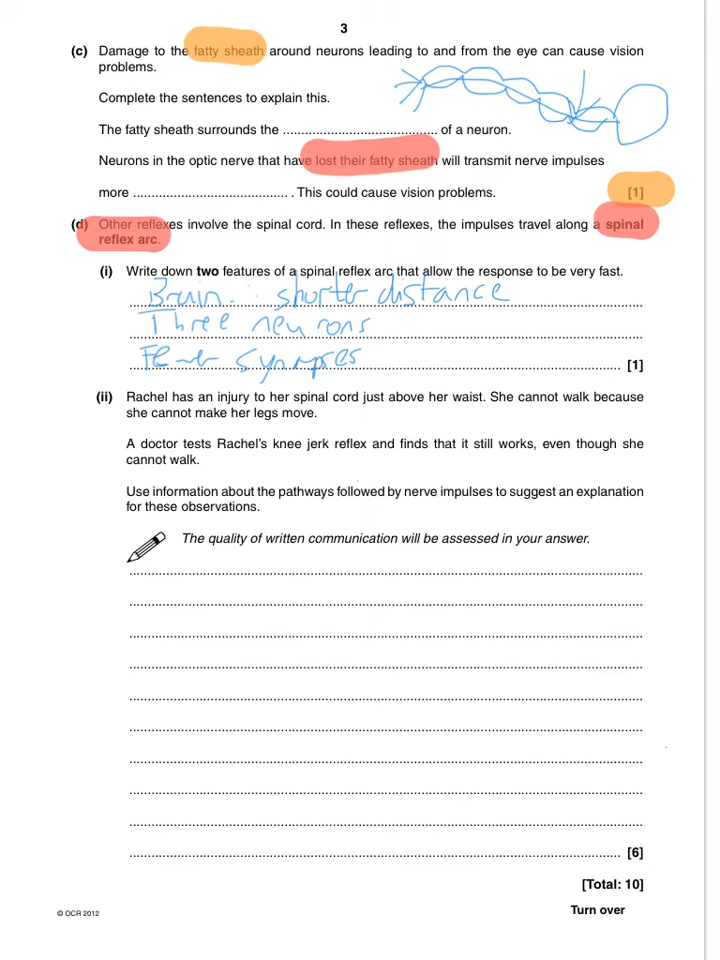 3
(c) Damage to the fatty sheath around neurons leading to and from the eye can cause vision
problems.
Complete the sentences to explain this.
The fatty sheath surrounds the .......................................... of a neuron.
Neurons in the optic nerve that have lost their fatty sheath will transmit nerve impulses
more .......................................... . This could cause vision problems. [1]
(d) Other reflexes involve the spinal cord. In these reflexes, the impulses travel along a spinal
reflex arc.
(i) Write down two features of a spinal reflex arc that allow the response to be very fast.
Brain. shorter distance
Three neurons
synapses [1]
(ii) Rachel has an injury to her spinal cord just above her waist. She cannot walk because
she cannot make her legs move.
A doctor tests Rachel's knee jerk reflex and finds that it still works, even though she
cannot walk.
Use information about the pathways followed by nerve impulses to suggest an explanation
for these observations.
The quality of written communication will be assessed in your answer.
[6]
[Total: 10]
© OCR 2012
Turn over